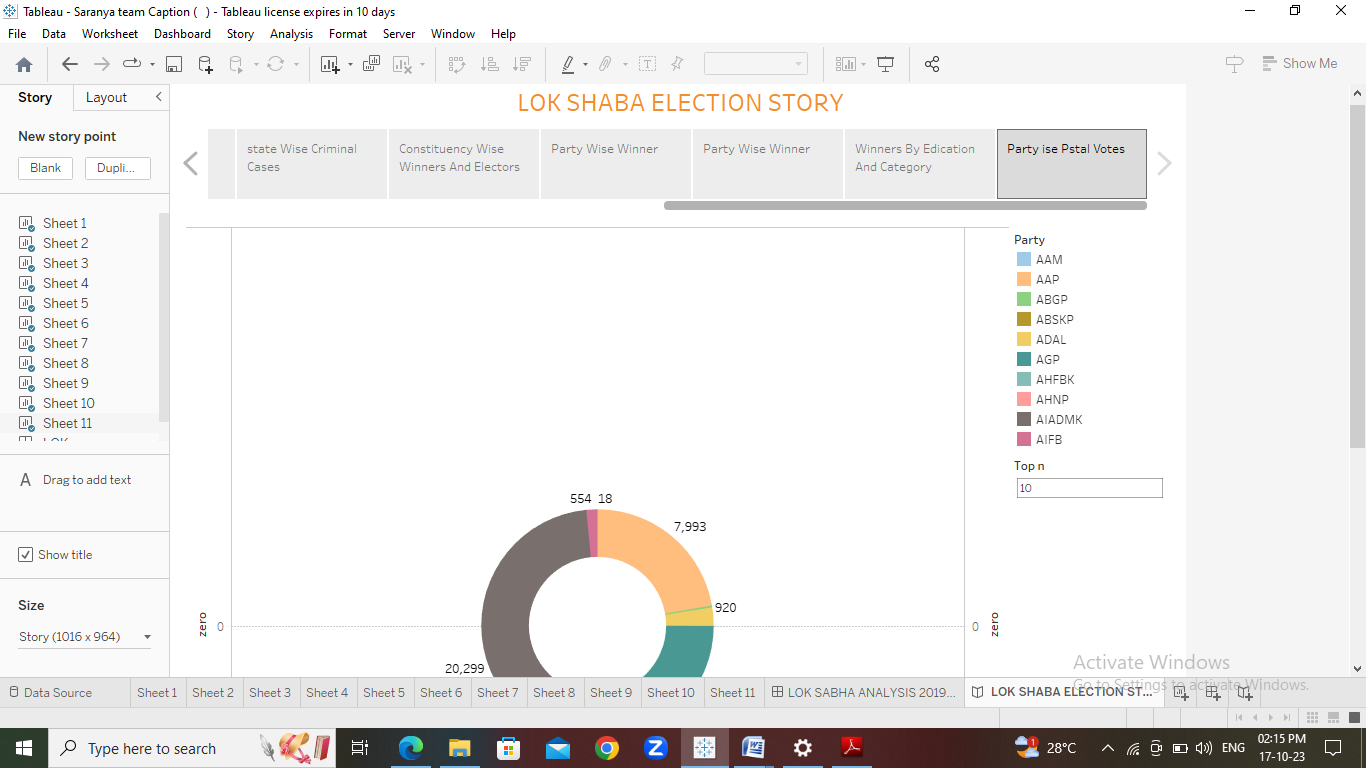 Tableau - Saranya team Caption (   ) - Tableau license expires in 10 days
File Data Worksheet Dashboard Story Analysis Format Server Window Help
Show Me
Story Layout
New story point
Blank Dupli...
Sheet 1
Sheet 2
Sheet 3
Sheet 4
Sheet 5
Sheet 6
Sheet 7
Sheet 8
Sheet 9
Sheet 10
Sheet 11
A Drag to add text
Show title
Size
Story (1016 x 964)
LOK SHABA ELECTION STORY
state Wise Criminal
Cases
Constituency Wise
Winners And Electors
Party Wise Winner
Party Wise Winner
Winners By Edication
And Category
Party ise Pstal Votes
554 18
7,993
920
zero 0
0 zero
20,299
Party
AAM
AAP
ABGP
ABSKP
ADAL
AGP
AHFBK
AHNP
AIADMK
AIFB
Top n
10
Activate Windows
Go to Settings to activate Windows.
Data Source Sheet 1 Sheet 2 Sheet 3 Sheet 4 Sheet 5 Sheet 6 Sheet 7 Sheet 8 Sheet 9 Sheet 10 Sheet 11 LOK SABHA ANALYSIS 2019... LOK SHABA ELECTION ST...
Type here to search
1
28°C
ENG
02:15 PM
17-10-23